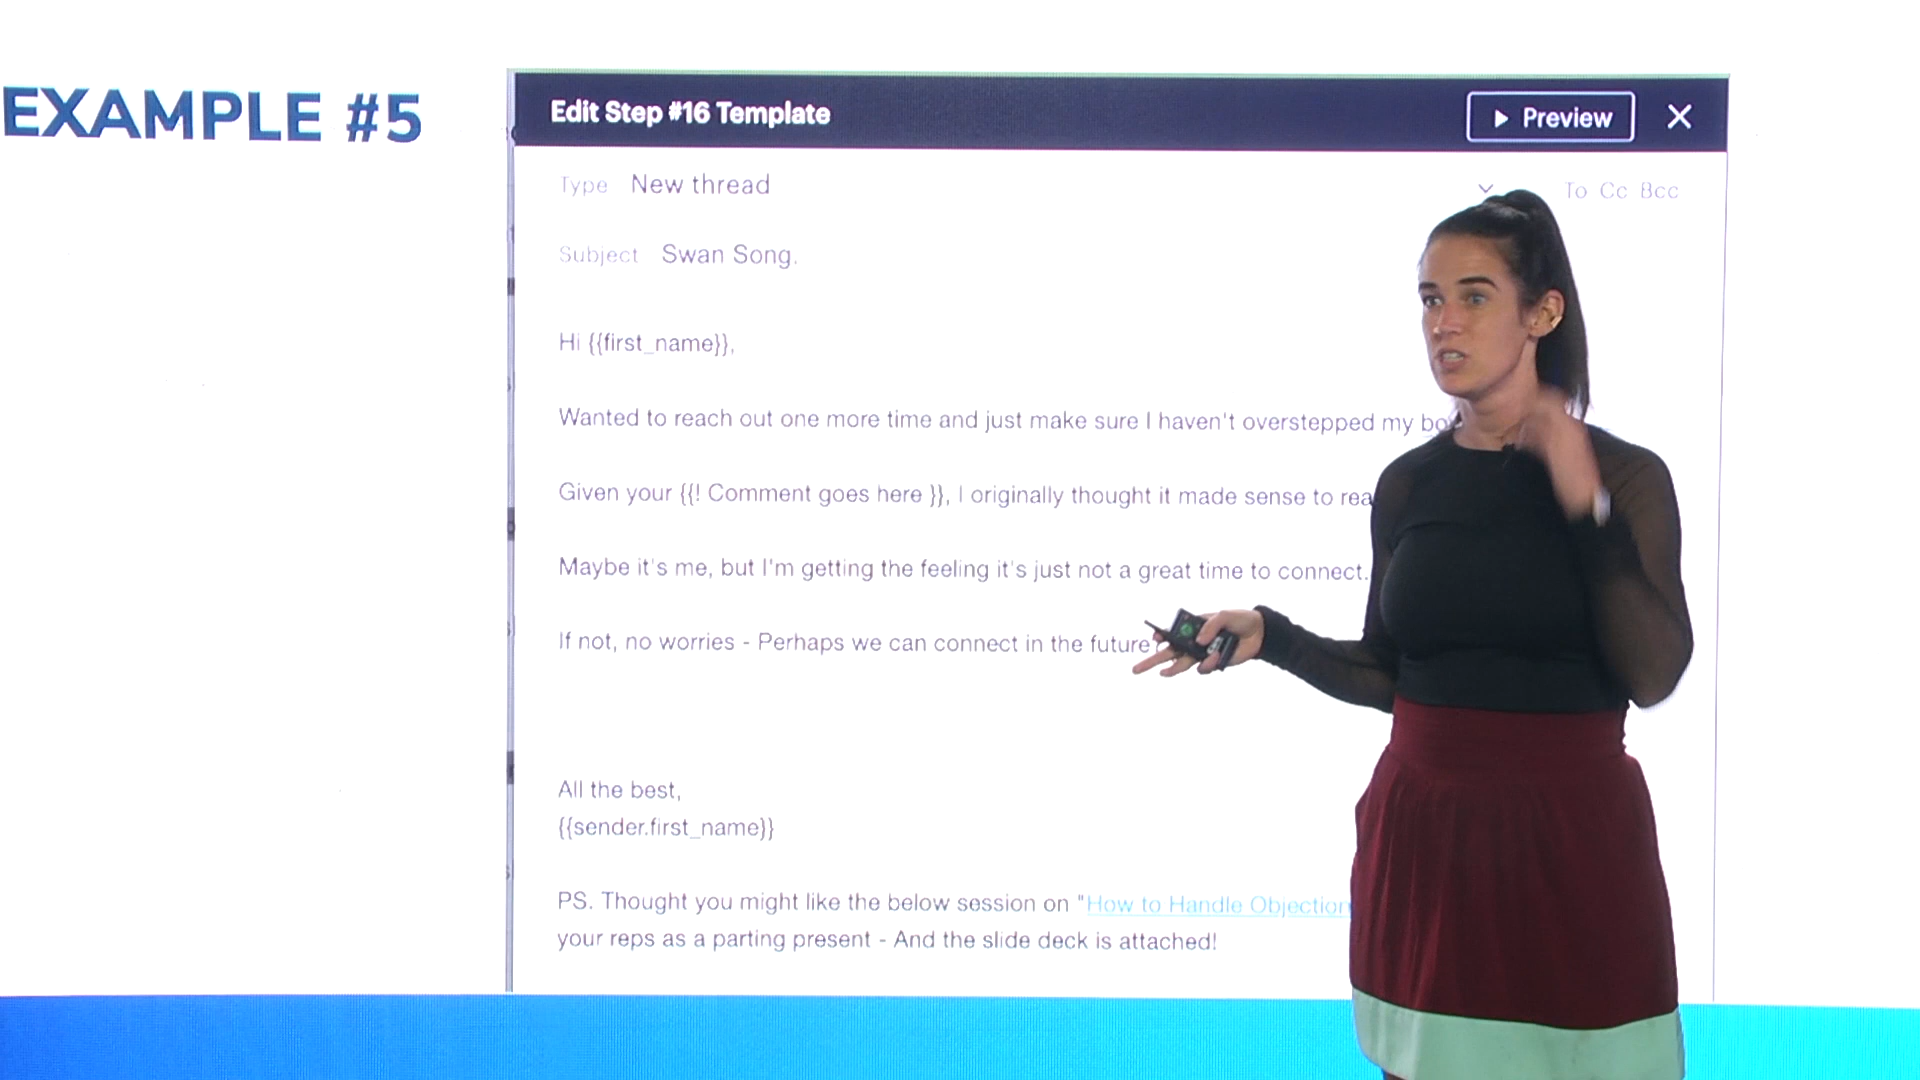 EXAMPLE #5
Edit Step #16 Template
Preview
Type New thread
To Cc Bcc
Subject Swan Song.
Hi {{first_name}},
Wanted to reach out one more time and just make sure I haven't overstepped my
Given your {{! Comment goes here }}, I originally thought it made sense to
Maybe it's me, but I'm getting the feeling it's just not a great time to connect.
If not, no worries - Perhaps we can connect in the future
All the best,
{{sender.first_name}}
PS. Thought you might like the below session on "How to Handle Objection
your reps as a parting present - And the slide deck is attached!